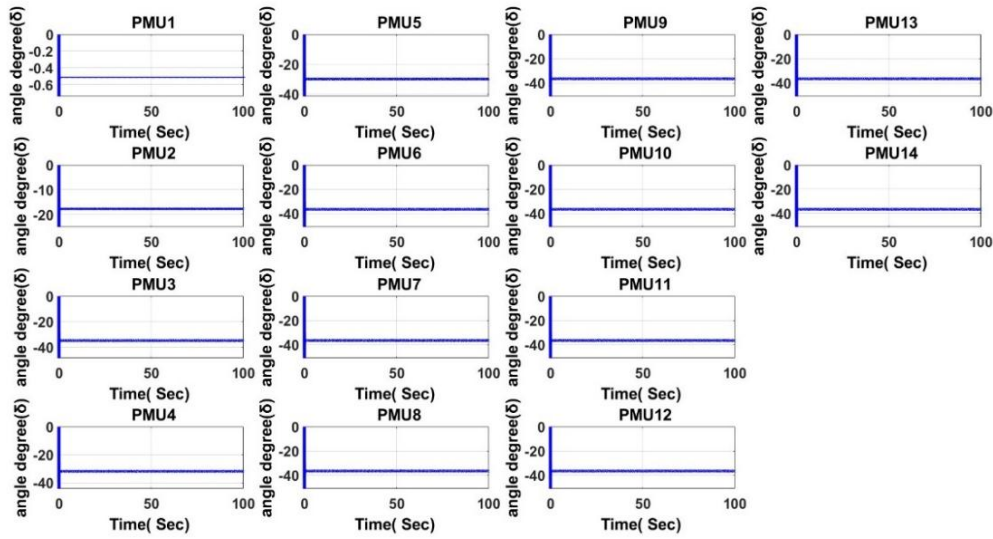 PMU1
angle degree(δ)
0
-0.2
-0.4
-0.6
0 50 100
Time( Sec)
PMU2
angle degree(δ)
0
-10
-20
0 50 100
Time( Sec)
PMU3
angle degree(δ)
0
-20
-40
0 50 100
Time( Sec)
PMU4
angle degree(δ)
0
-20
-40
0 50 100
Time( Sec)
PMU5
angle degree(δ)
0
-20
-40
0 50 100
Time( Sec)
PMU6
angle degree(δ)
0
-20
-40
0 50 100
Time( Sec)
PMU7
angle degree(δ)
0
-20
-40
0 50 100
Time( Sec)
PMU8
angle degree(δ)
0
-20
-40
0 50 100
Time( Sec)
PMU9
angle degree(δ)
0
-20
-40
0 50 100
Time( Sec)
PMU10
angle degree(δ)
0
-20
-40
0 50 100
Time( Sec)
PMU11
angle degree(δ)
0
-20
-40
0 50 100
Time( Sec)
PMU12
angle degree(δ)
0
-20
-40
0 50 100
Time( Sec)
PMU13
angle degree(δ)
0
-20
-40
0 50 100
Time( Sec)
PMU14
angle degree(δ)
0
-20
-40
0 50 100
Time( Sec)